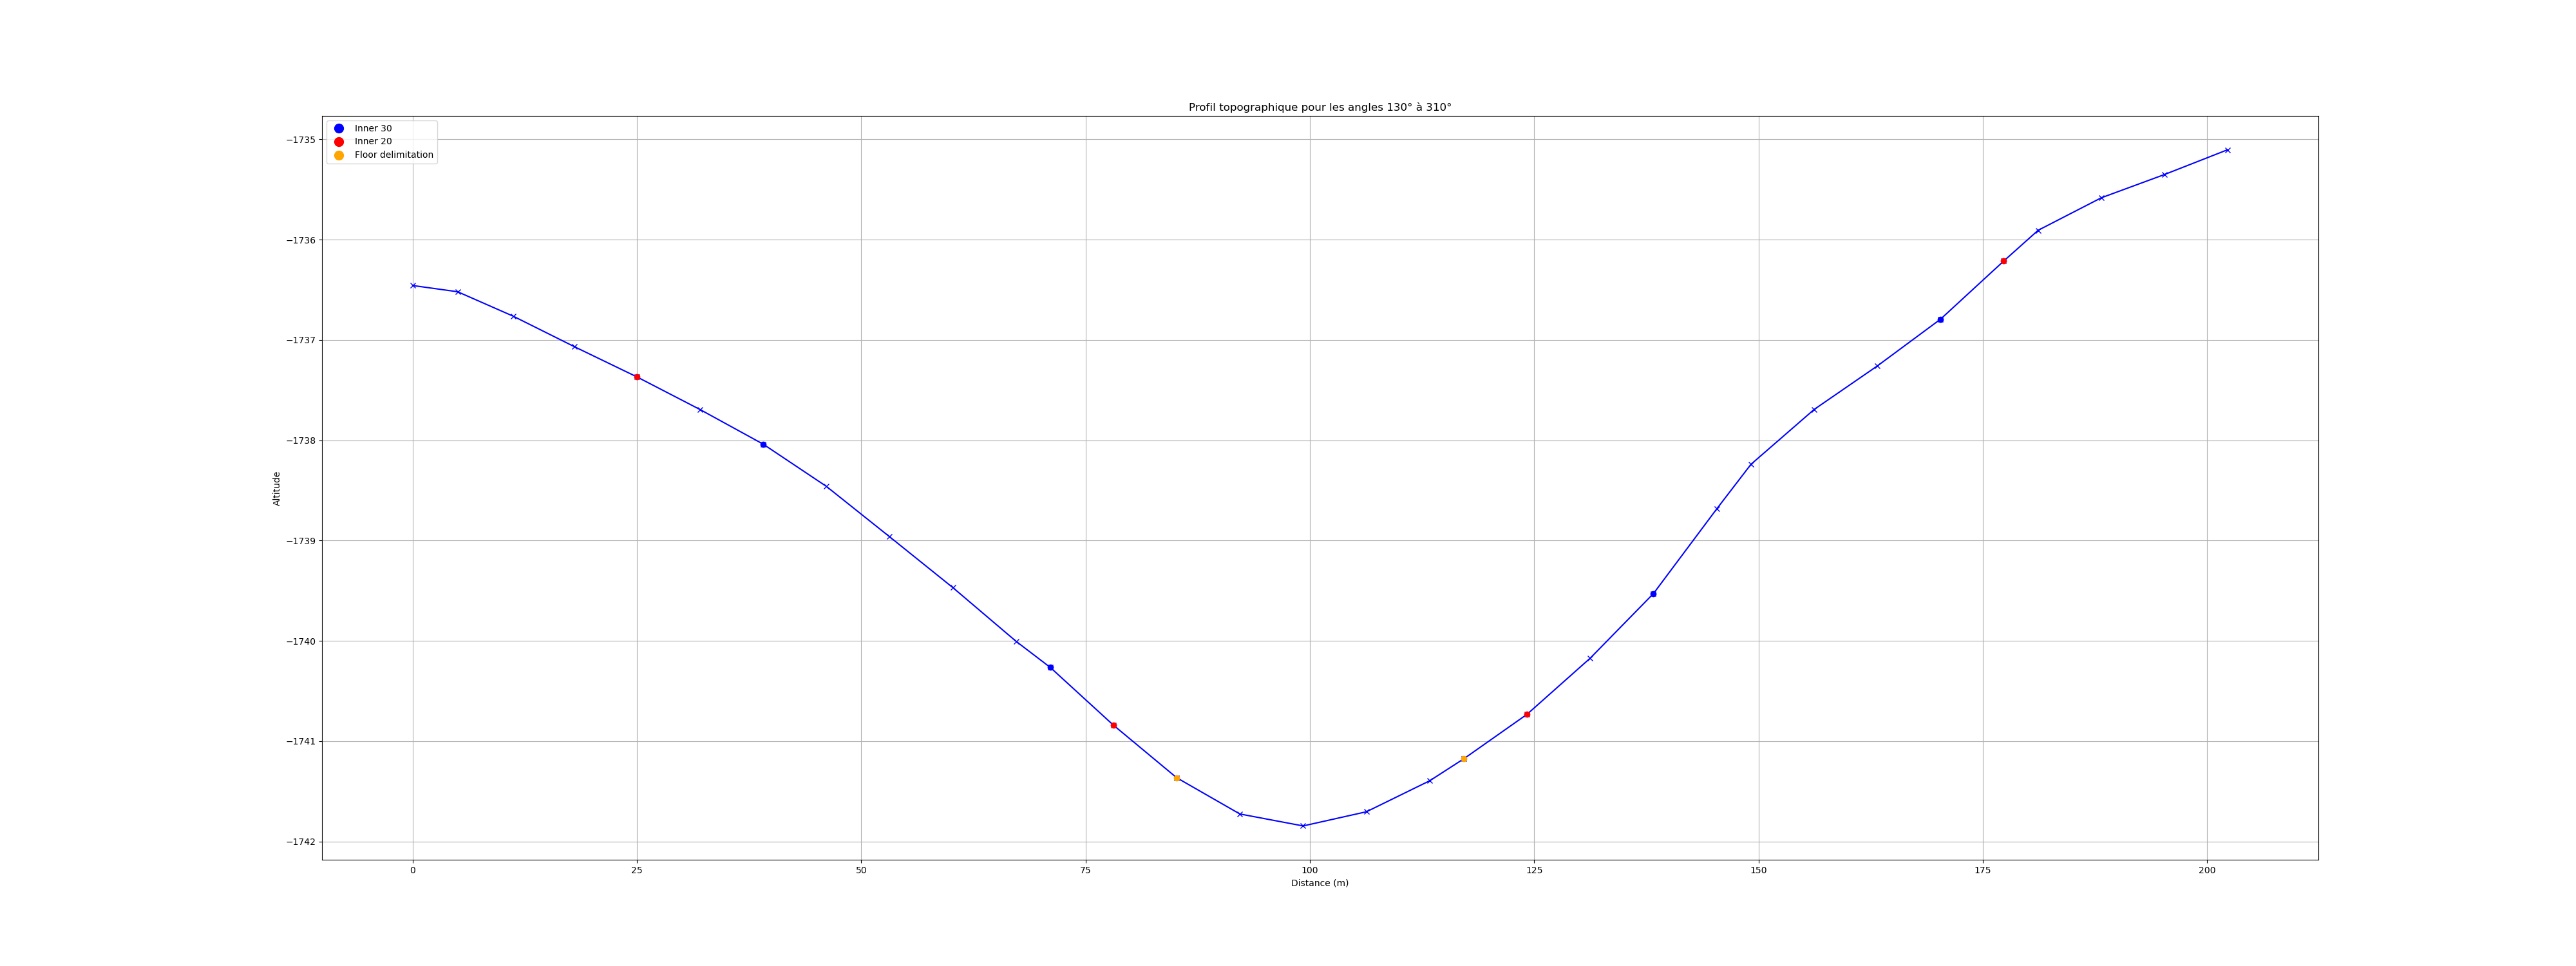 Profil topographique pour les angles 130° à 310°
Inner 30
Inner 20
Floor delimitation
−1735
−1736
−1737
−1738
−1739
−1740
−1741
−1742
Altitude
0 25 50 75 100 125 150 175 200
Distance (m)